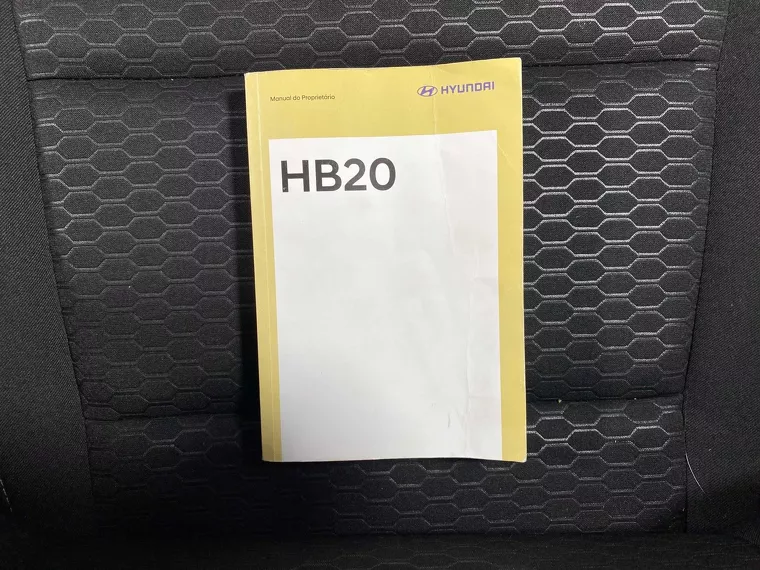 Manual do Proprietário
HYUNDAI
HB20